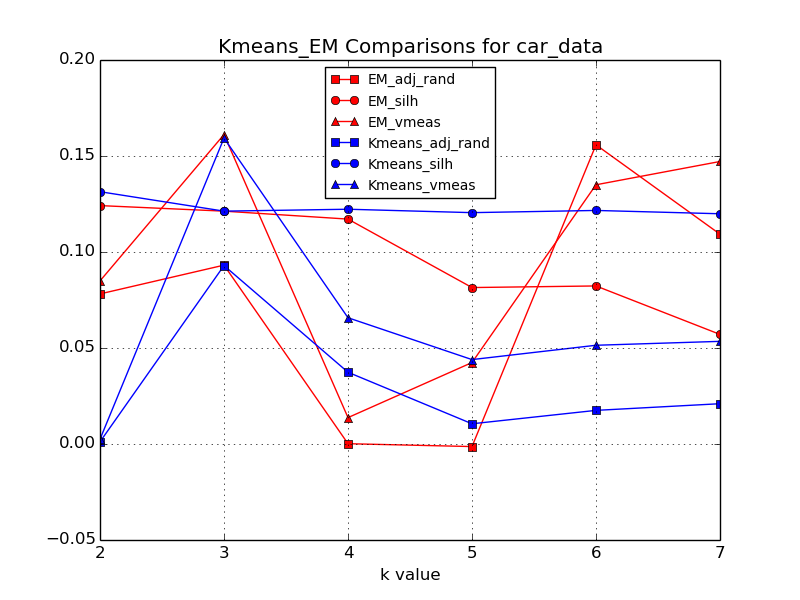 Kmeans_EM Comparisons for car_data
0.20
0.15
0.10
0.05
0.00
−0.05
EM_adj_rand
EM_silh
EM_vmeas
Kmeans_adj_rand
Kmeans_silh
Kmeans_vmeas
2 3 4 5 6 7
k value